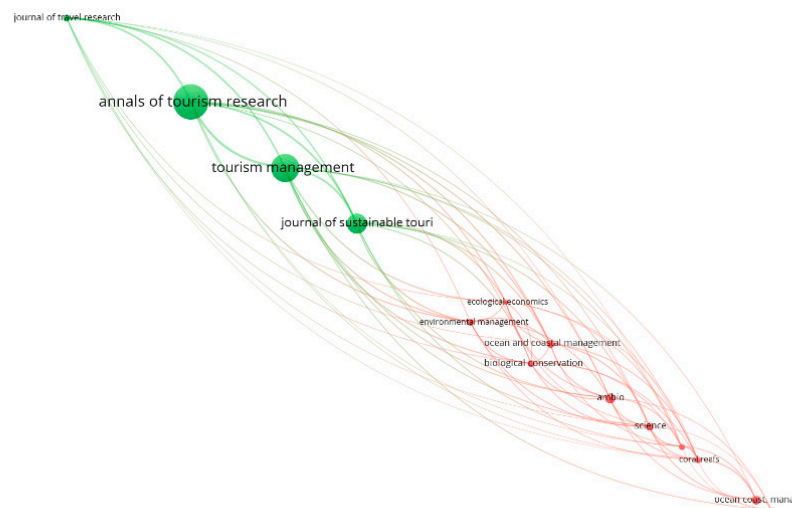 journal of travel research
annals of tourism research
tourism management
journal of sustainable touri
ecological economics
environmental management
ocean and coastal management
biological conservation
ambio
science
coral reefs
ocean coast. mana